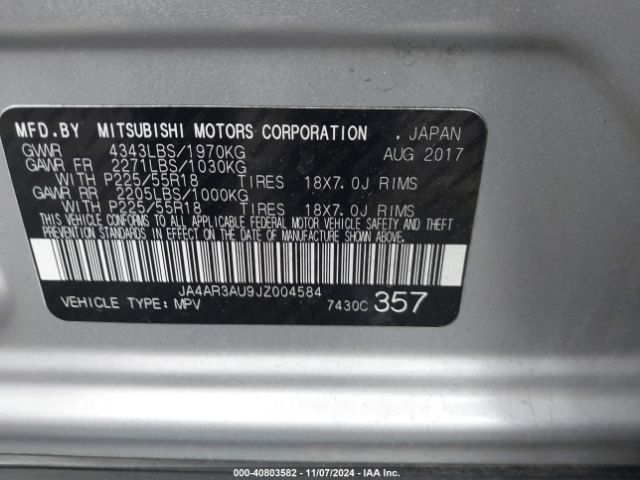 MFD.BY MITSUBISHI MOTORS CORPORATION . JAPAN
GVWR 4343LBS/1970KG AUG 2017
GAWR FR 2271LBS/1030KG
WITH P225/55R18 TIRES 18X7.0J RIMS
GAWR RR 2205LBS/1000KG
WITH P225/55R18 TIRES 18X7.0J RIMS
THIS VEHICLE CONFORMS TO ALL APPLICABLE FEDERAL MOTOR VEHICLE SAFETY AND THEFT
PREVENTION STANDARDS IN EFFECT ON THE DATE OF MANUFACTURE SHOWN ABOVE.
JA4AR3AU9JZ004584
VEHICLE TYPE: MPV 7430C 357
000-40803582 - 11/07/2024 - IAA Inc.